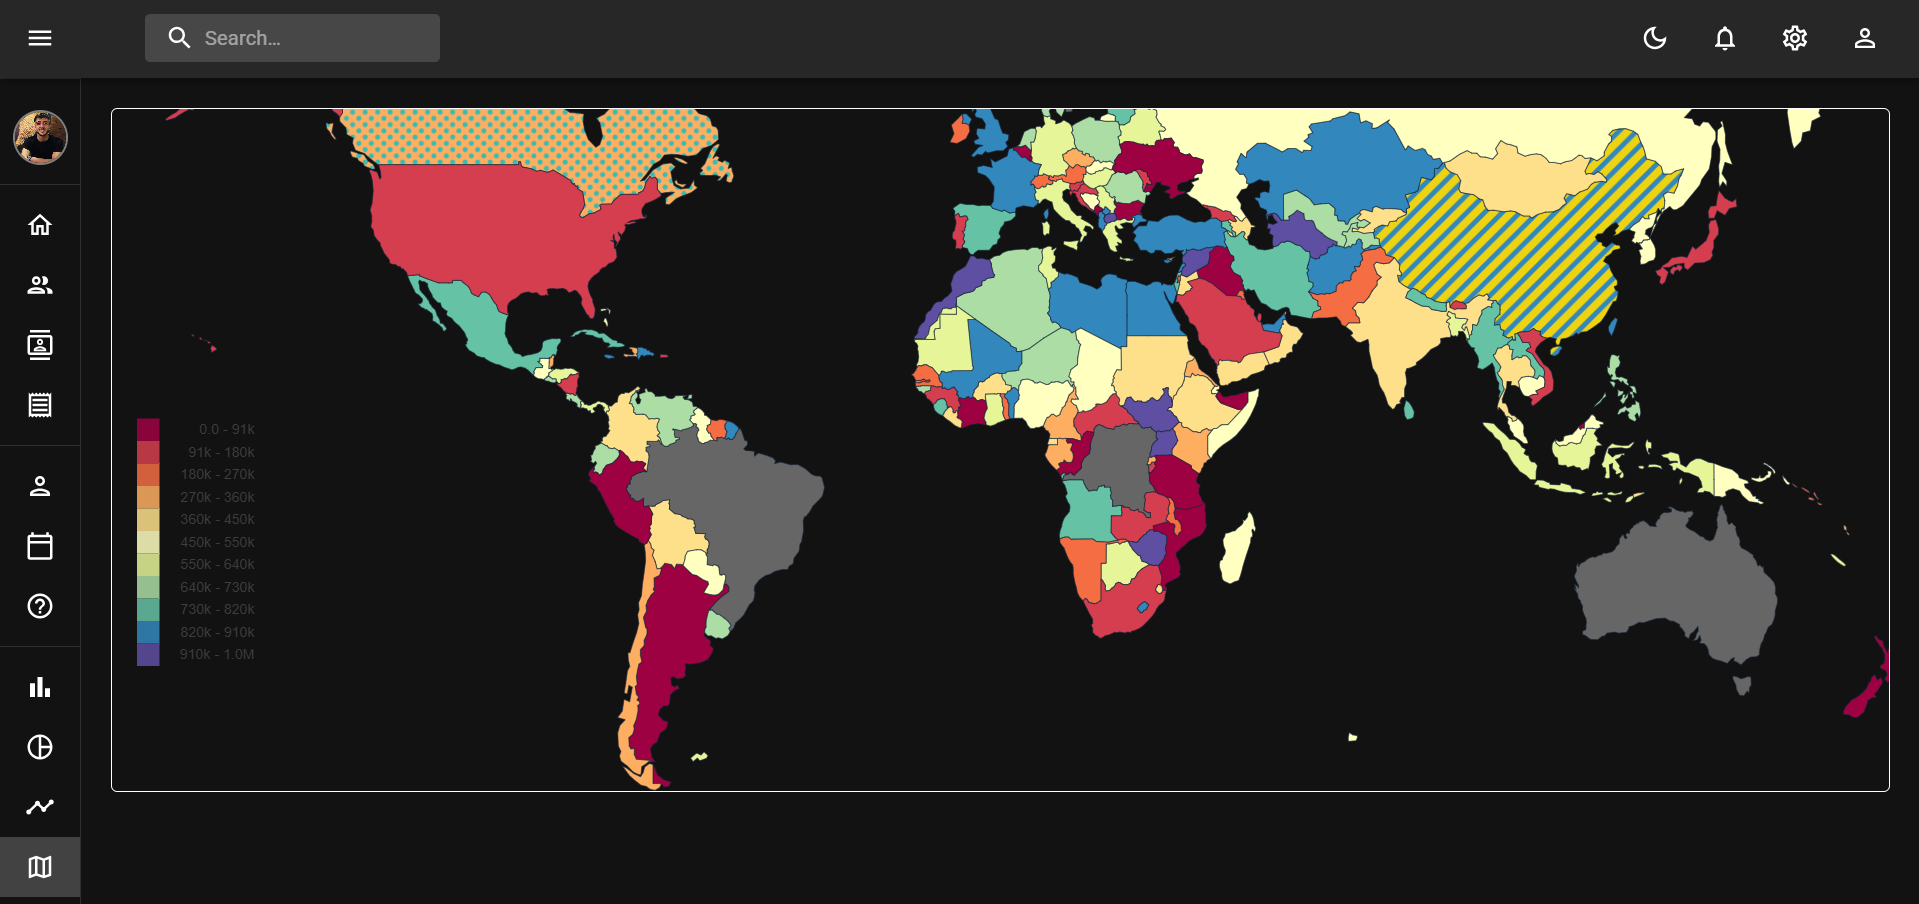 Search…
0.0 - 91k
91k - 180k
180k - 270k
270k - 360k
360k - 450k
450k - 550k
550k - 640k
640k - 730k
730k - 820k
820k - 910k
910k - 1.0M